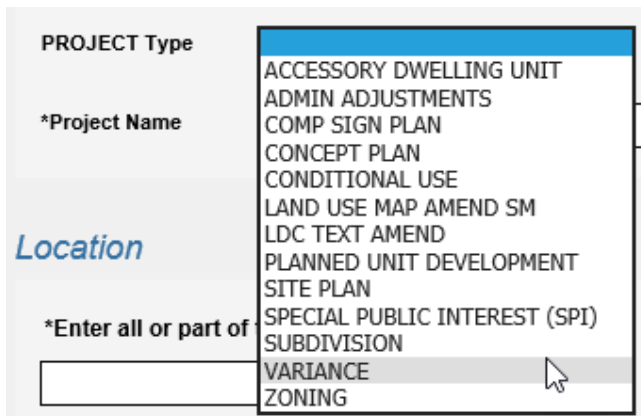 PROJECT Type
ACCESSORY DWELLING UNIT
ADMIN ADJUSTMENTS
*Project Name
COMP SIGN PLAN
CONCEPT PLAN
CONDITIONAL USE
LAND USE MAP AMEND SM
LDC TEXT AMEND
Location
PLANNED UNIT DEVELOPMENT
SITE PLAN
*Enter all or part of
SPECIAL PUBLIC INTEREST (SPI)
SUBDIVISION
VARIANCE
ZONING